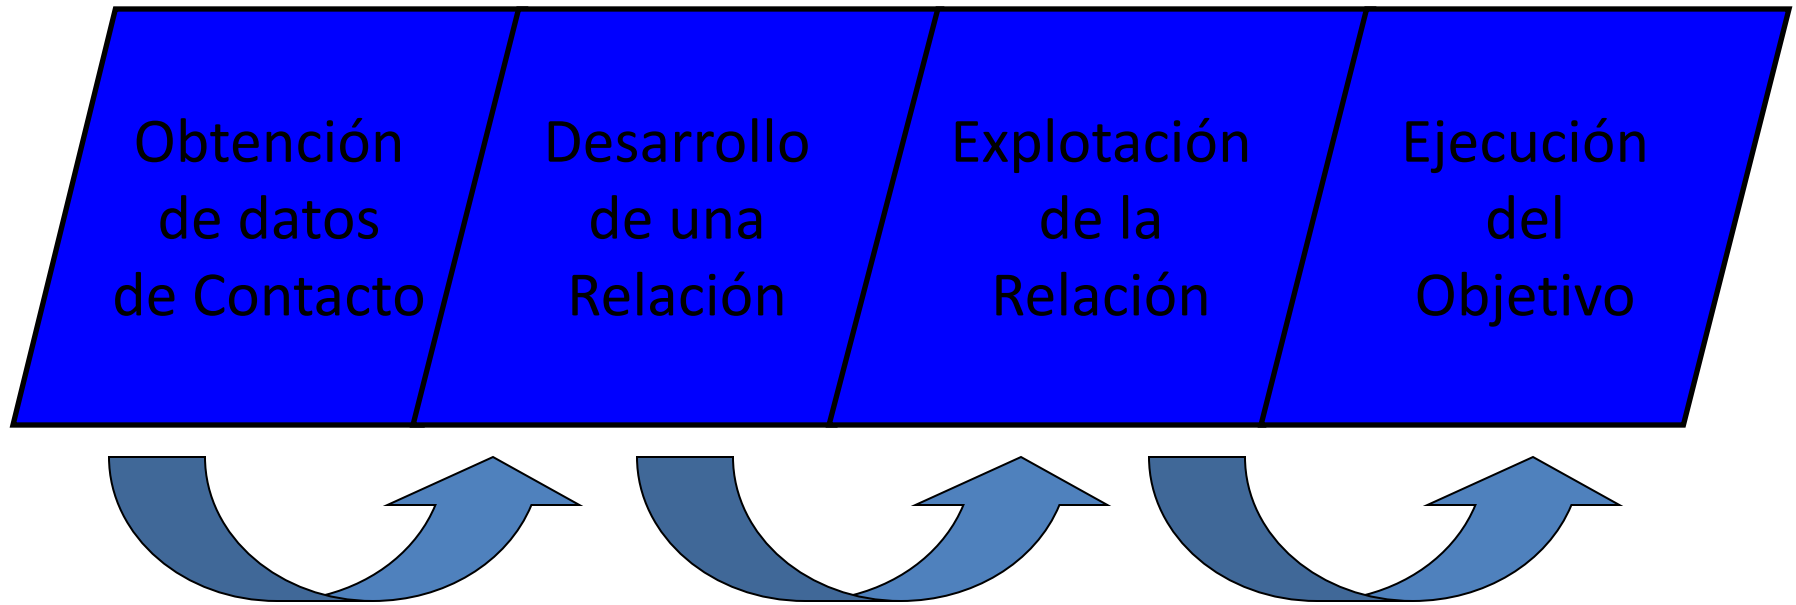 Obtención
de datos
de Contacto
Desarrollo
de una
Relación
Explotación
de la
Relación
Ejecución
del
Objetivo